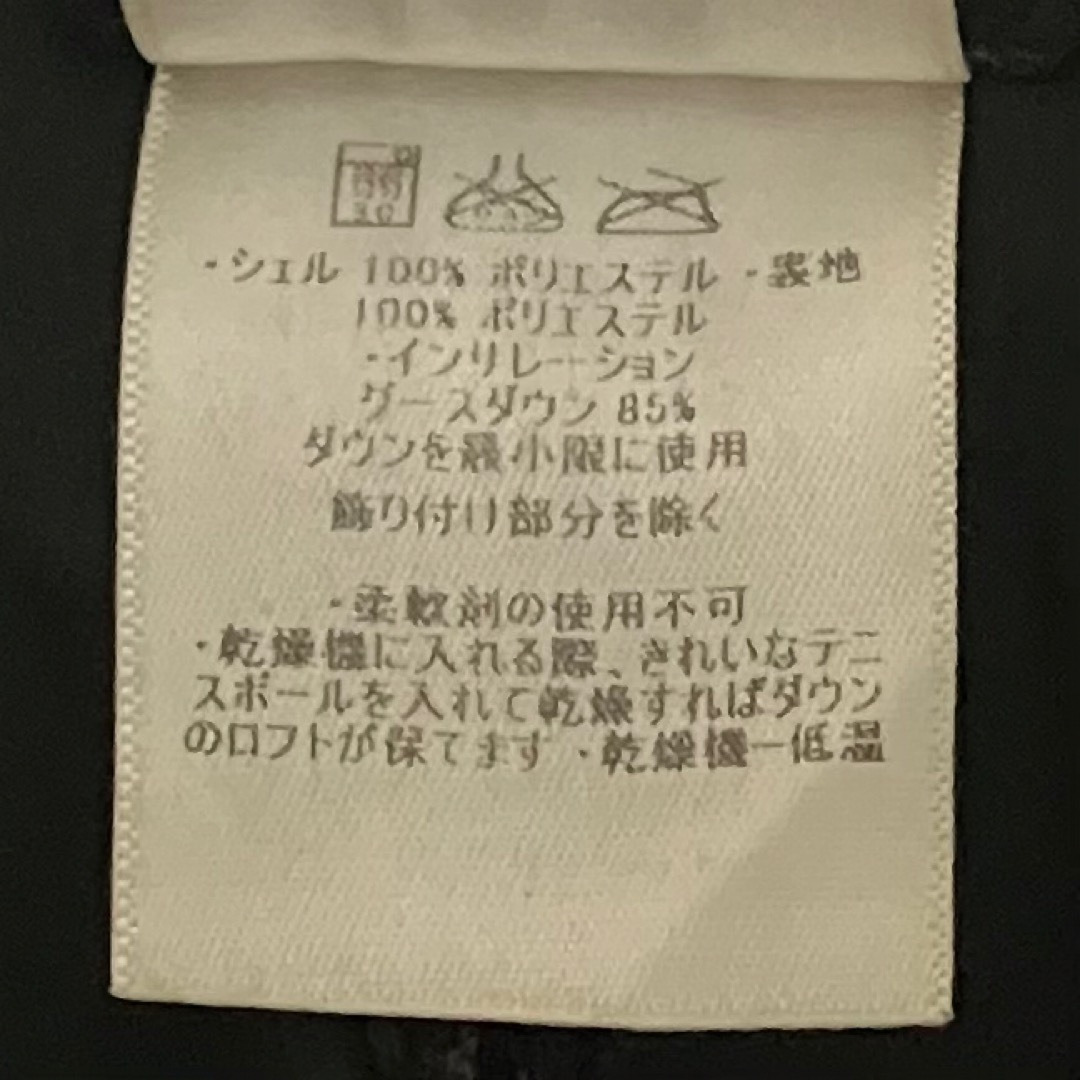 30
・シェル 100% ポリエステル ・表地
100% ポリエステル
・インリレーション
グースダウン 85%
ダウンを最小限に使用
飾り付け部分を除く
・柔軟剤の使用不可
・乾燥機に入れる際、きれいなテニ
スボールを入れて乾燥すればダウン
のロフトが保てます ・乾燥機ー低温